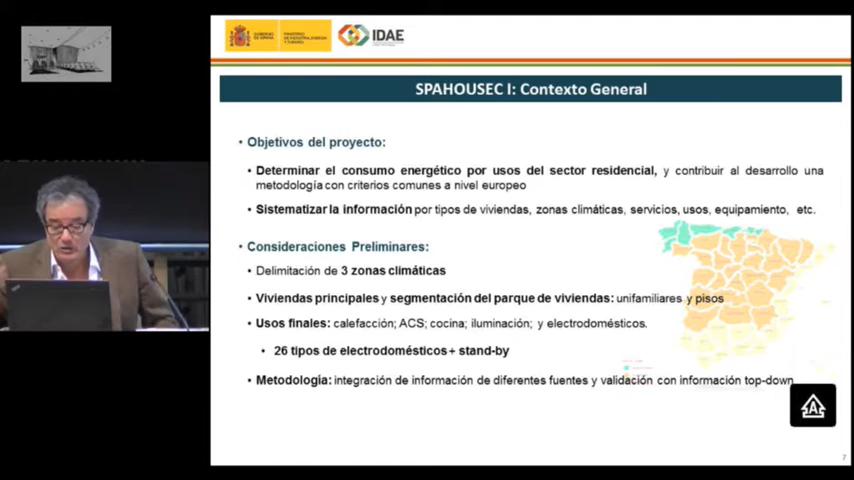 GOBIERNO DE ESPAÑA
MINISTERIO DE INDUSTRIA, ENERGÍA Y TURISMO
IDAE
SPAHOUSEC I: Contexto General
• Objetivos del proyecto:
• Determinar el consumo energético por usos del sector residencial, y contribuir al desarrollo una
metodología con criterios comunes a nivel europeo
• Sistematizar la información por tipos de viviendas, zonas climáticas, servicios, usos, equipamiento, etc.
• Consideraciones Preliminares:
• Delimitación de 3 zonas climáticas
• Viviendas principales y segmentación del parque de viviendas: unifamiliares y pisos
• Usos finales: calefacción; ACS; cocina; iluminación; y electrodomésticos.
• 26 tipos de electrodomésticos + stand-by
• Metodología: integración de información de diferentes fuentes y validación con información top-down
A
7